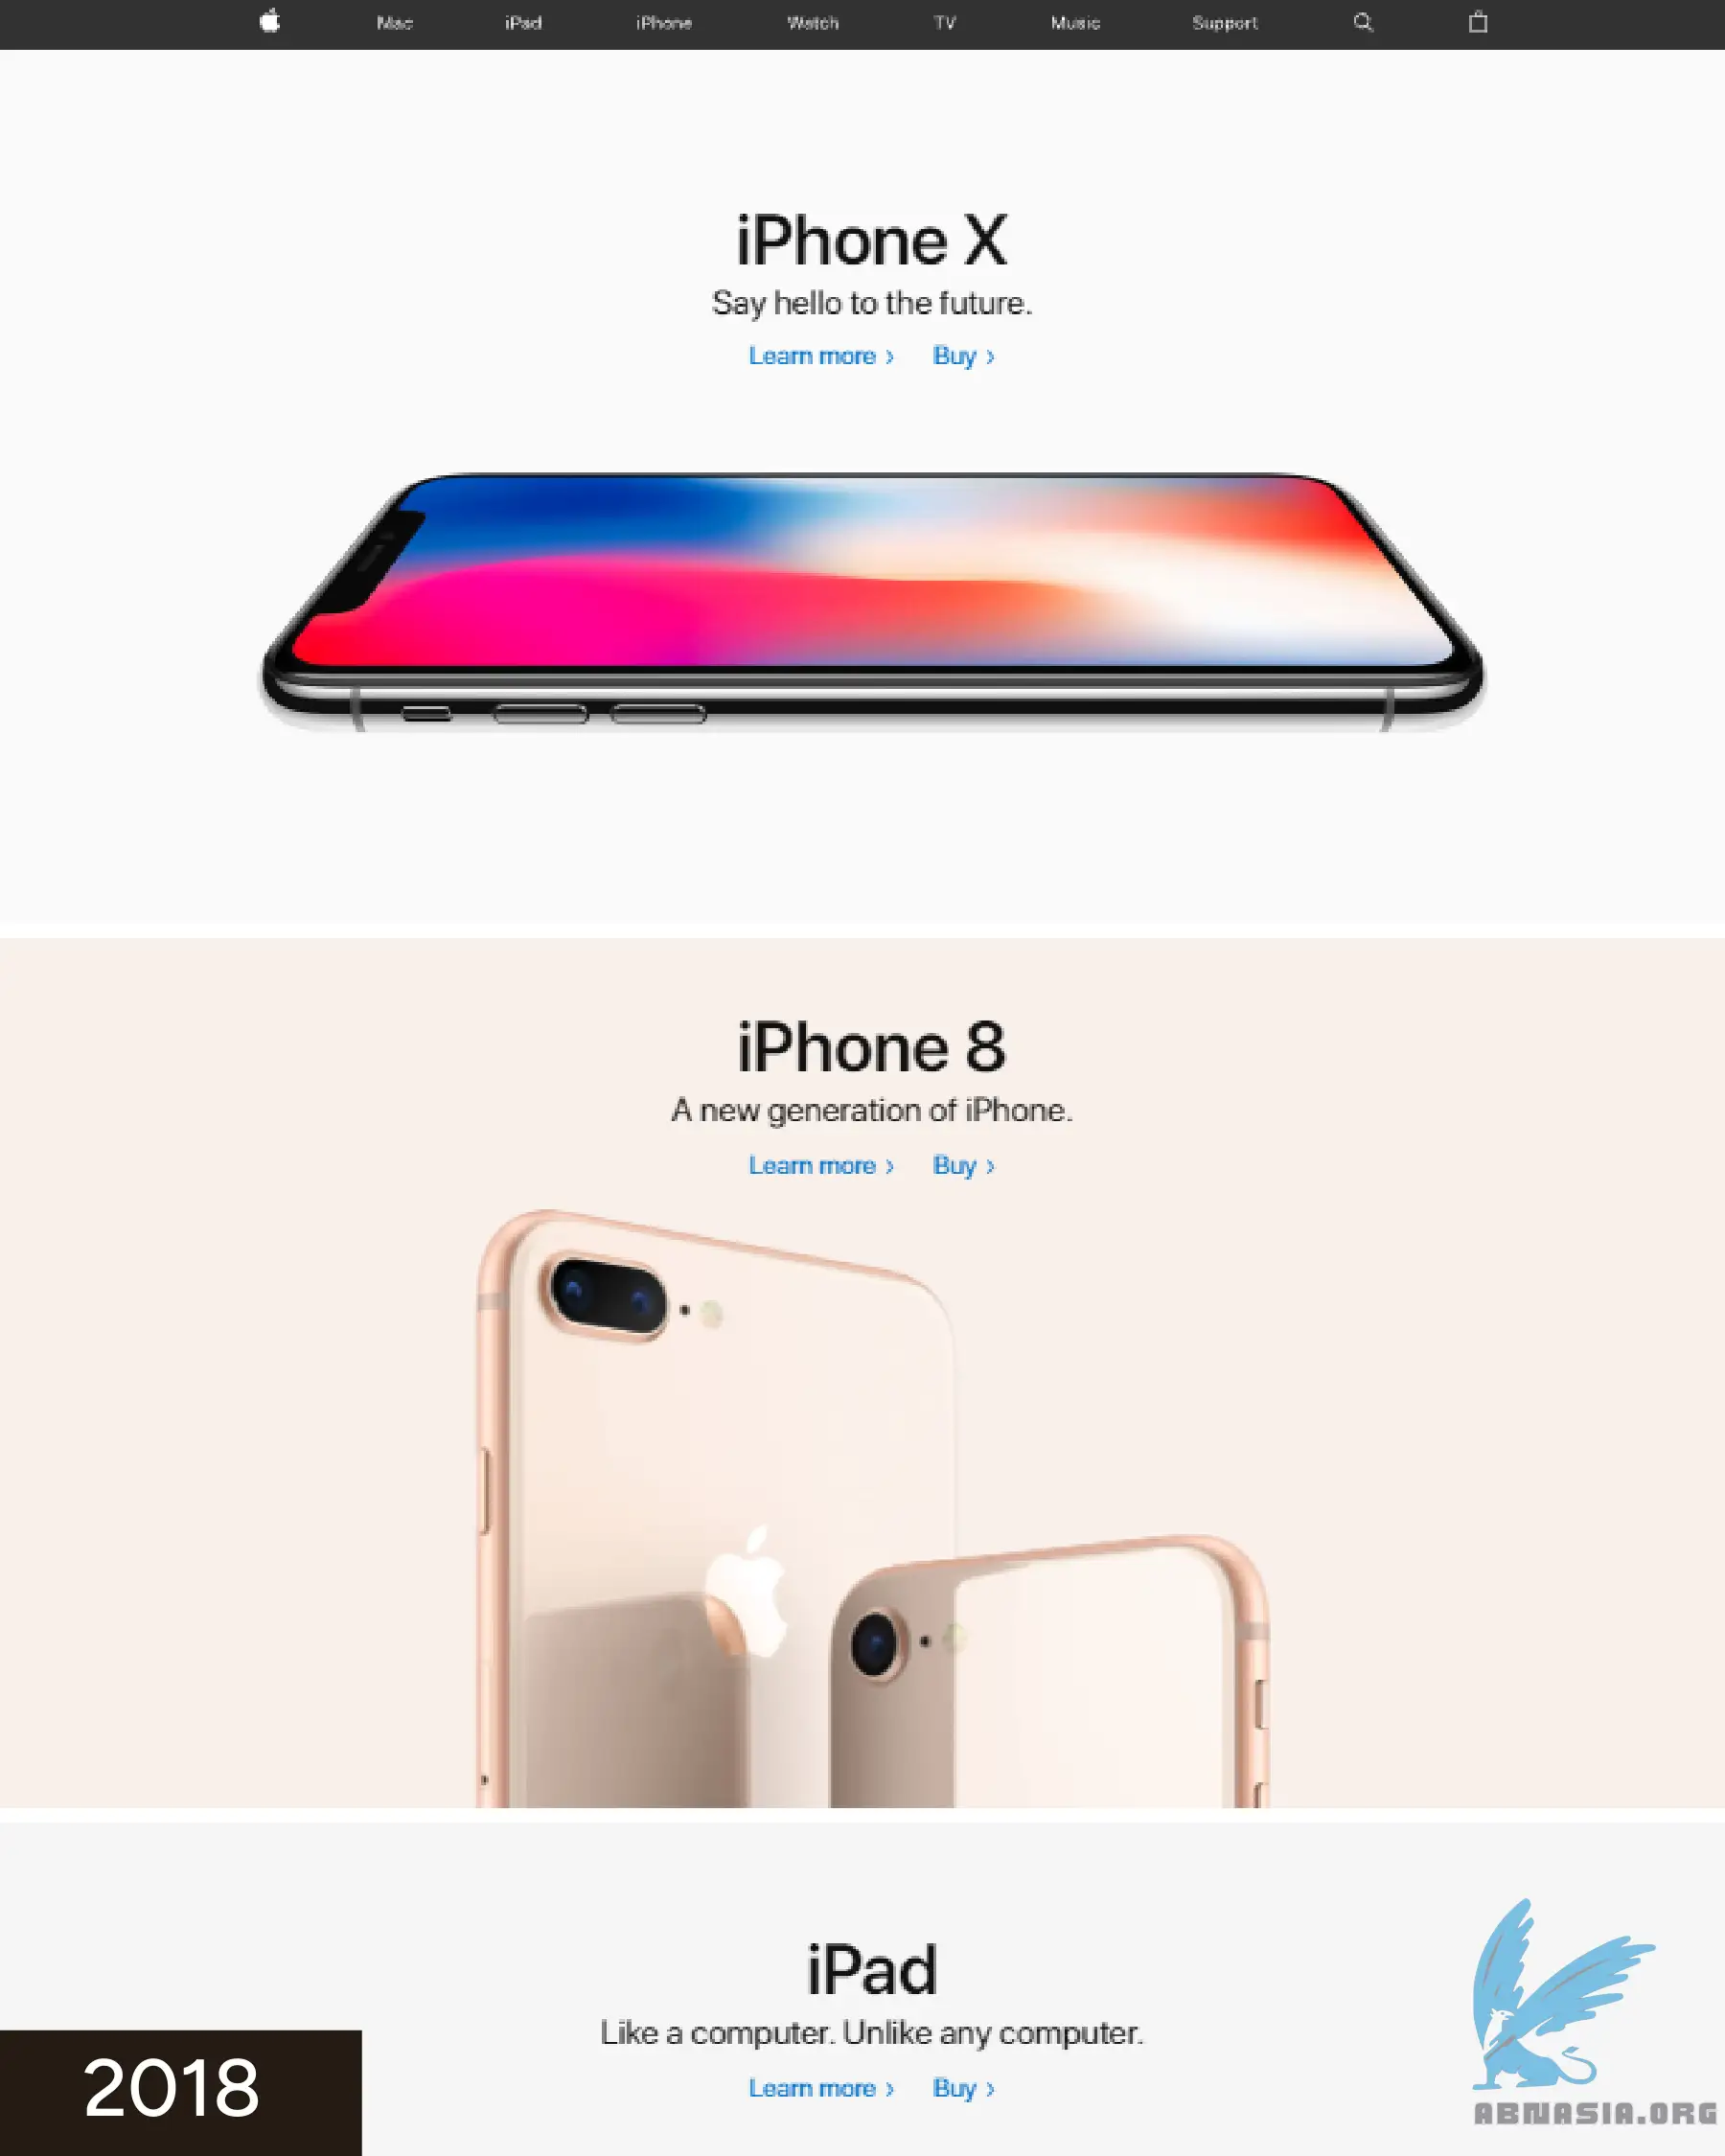 Mac iPad iPhone Watch TV Music Support
iPhone X
Say hello to the future.
Learn more > Buy >
iPhone 8
A new generation of iPhone.
Learn more > Buy >
iPad
Like a computer. Unlike any computer.
Learn more > Buy >
2018
ABNASIA.ORG